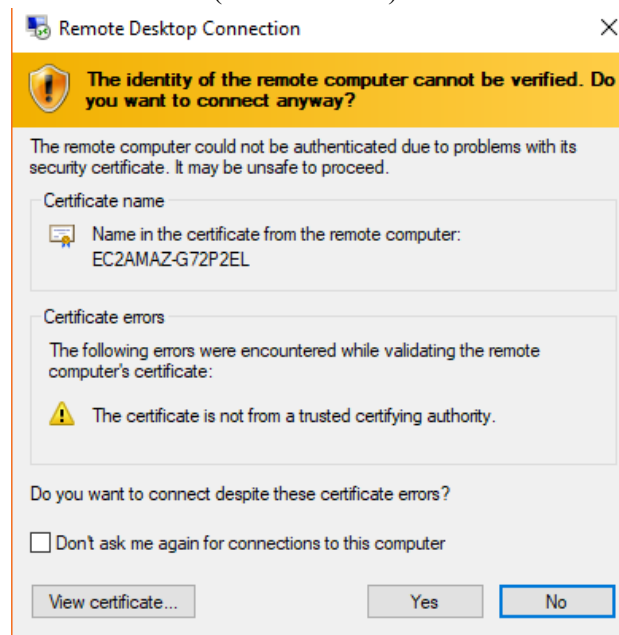 Remote Desktop Connection
The identity of the remote computer cannot be verified. Do
you want to connect anyway?
The remote computer could not be authenticated due to problems with its
security certificate. It may be unsafe to proceed.
Certificate name
Name in the certificate from the remote computer:
EC2AMAZ-G72P2EL
Certificate errors
The following errors were encountered while validating the remote
computer's certificate:
The certificate is not from a trusted certifying authority.
Do you want to connect despite these certificate errors?
Don't ask me again for connections to this computer
View certificate...
Yes
No